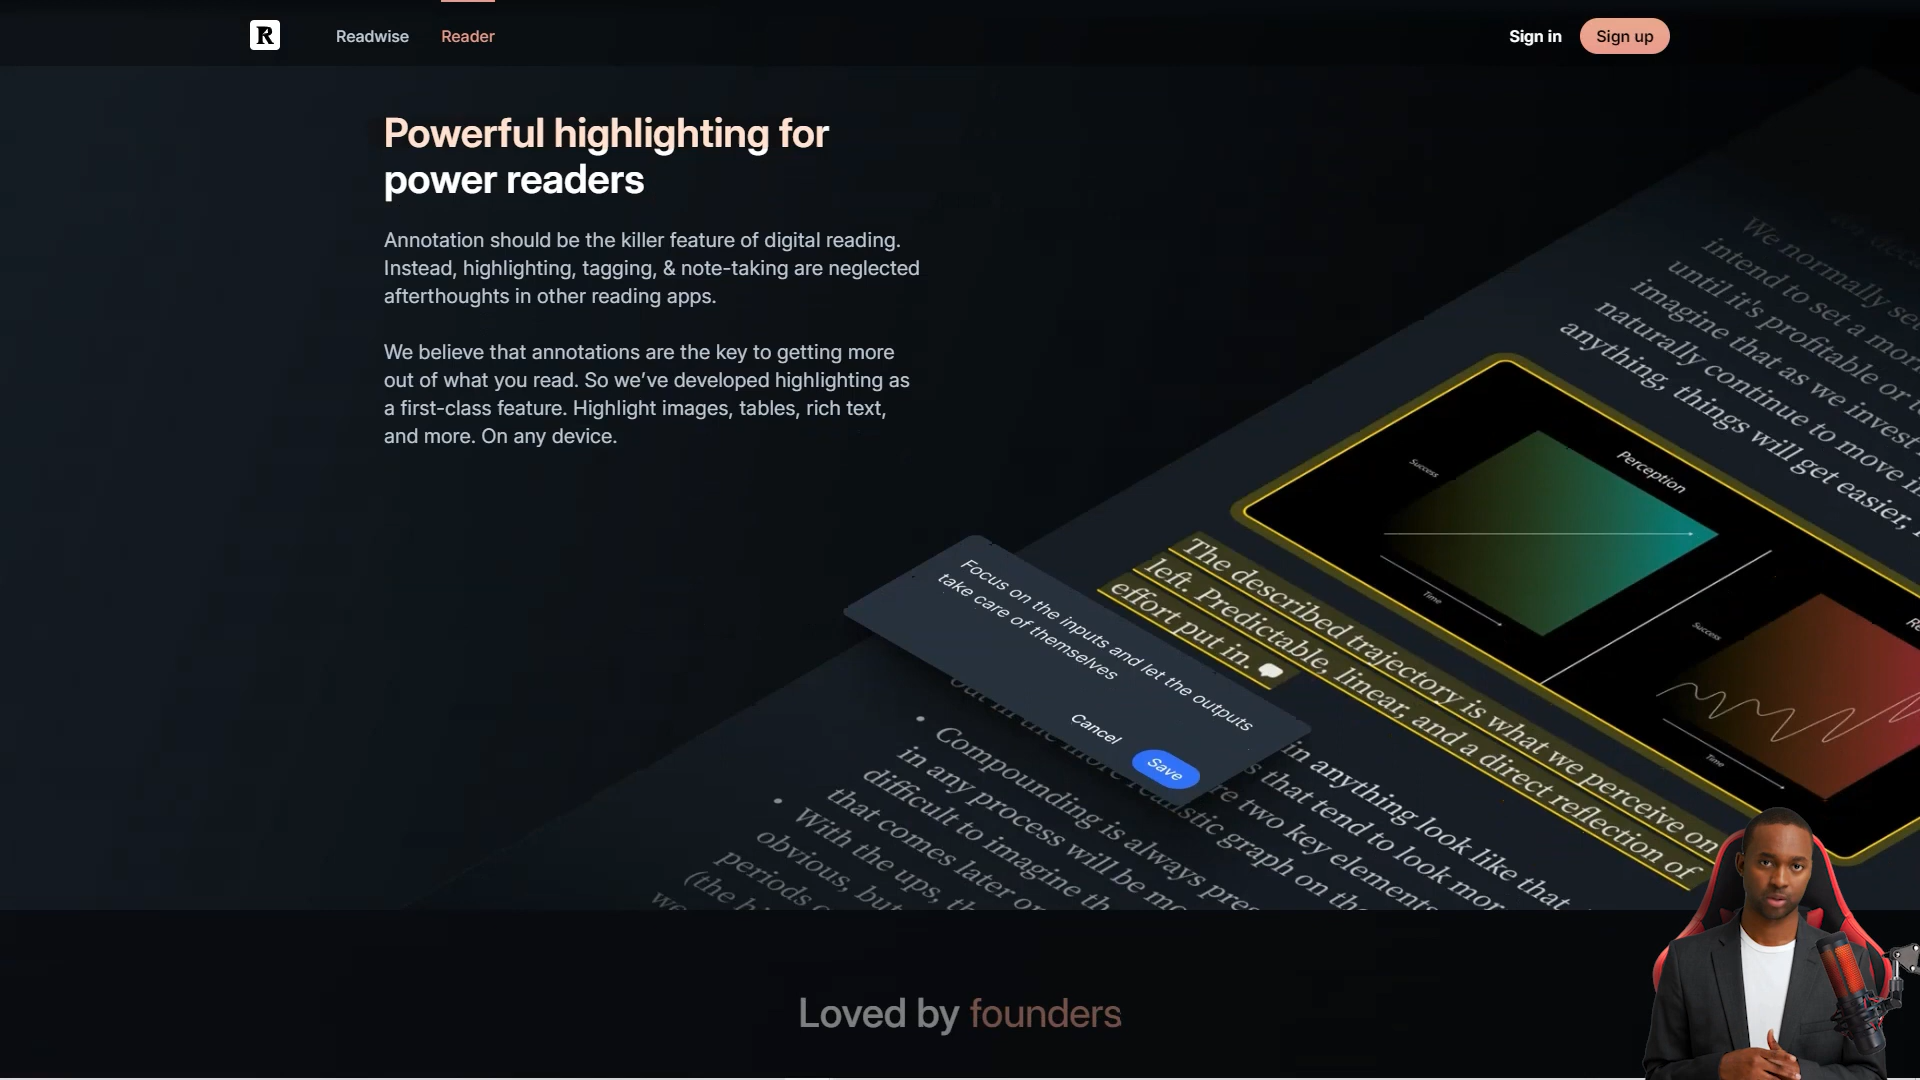 R
Readwise
Reader
Sign in
Sign up
Powerful highlighting for
power readers
Annotation should be the killer feature of digital reading.
Instead, highlighting, tagging, & note-taking are neglected
afterthoughts in other reading apps.
We believe that annotations are the key to getting more
out of what you read. So we’ve developed highlighting as
a first-class feature. Highlight images, tables, rich text,
and more. On any device.
We normally
intend to set a
until it's profitable or
imagine that as we invest
naturally continue to move
anything, things will get easier,
Perception
Success
Time
Success
Time
The described trajectory is what we perceive on
left. Predictable, linear, and a direct reflection of
effort put in.
Focus on the inputs and let the outputs
take care of themselves
Cancel
Save
in anything look like that
that tend to look
two key elements
graph on
Compounding is always
in any process will be
difficult to imagine
that comes later
With the ups,
obvious, but
periods
Loved by founders